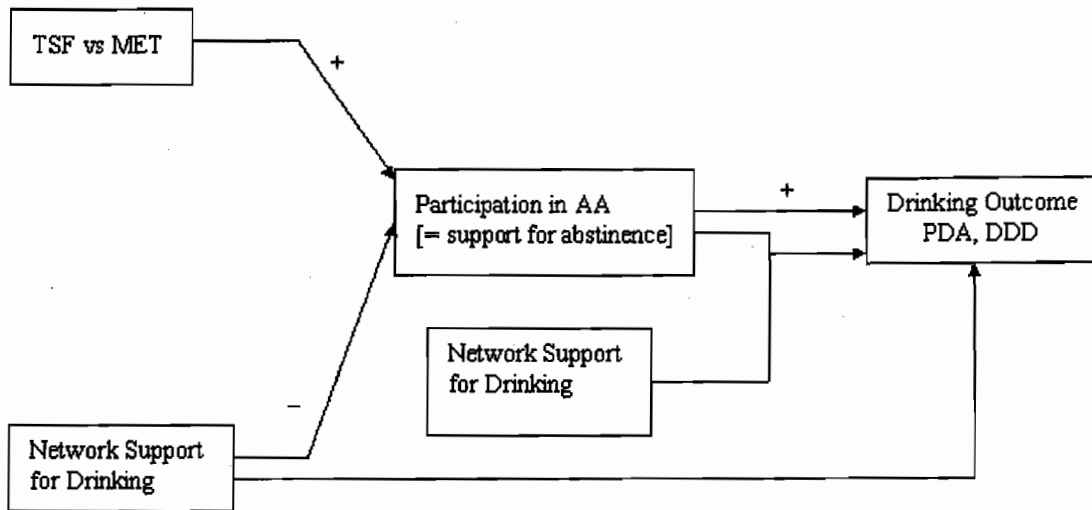 TSF vs MET
+
Participation in AA
[= support for abstinence]
+
Drinking Outcome
PDA, DDD
Network Support
for Drinking
–
Network Support
for Drinking